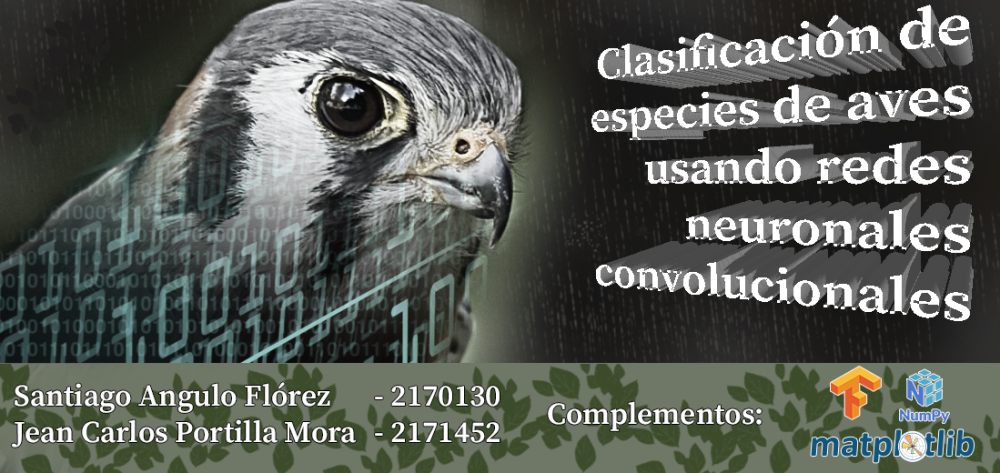 Clasificación de
especies de aves
usando redes
neuronales
convolucionales
Santiago Angulo Flórez - 2170130
Jean Carlos Portilla Mora - 2171452
Complementos:
NumPy
matplotlib